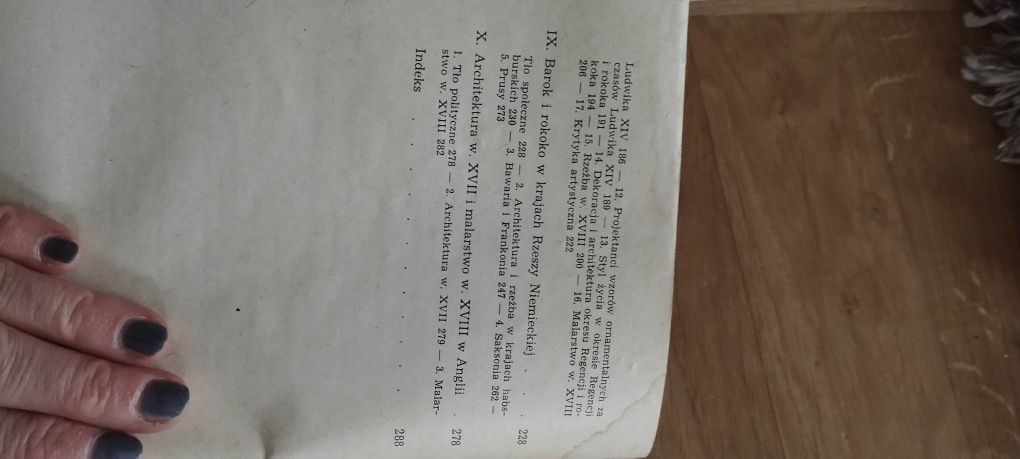 Ludwika XIV 186 — 12. Projektanci wzorów ornamentalnych za
czasów Ludwika XIV 189 — 13. Styl życia w okresie Regencji
i rokoka 191 — 14. Dekoracja i architektura okresu Regencji i ro-
koka 194 — 15. Rzeźba w. XVIII 200 — 16. Malarstwo w. XVIII
206 — 17. Krytyka artystyczna 222
IX. Barok i rokoko w krajach Rzeszy Niemieckiej . . . 228
Tło społeczne 228 — 2. Architektura i rzeźba w krajach habs-
burskich 230 — 3. Bawaria i Frankonia 247 — 4. Saksonia 262 —
5. Prusy 273
X. Architektura w. XVII i malarstwo w. XVIII w Anglii . 278
1. Tło polityczne 278 — 2. Architektura w. XVII 279 — 3. Malar-
stwo w. XVIII 282
Indeks . . . . . . . . . . . 288